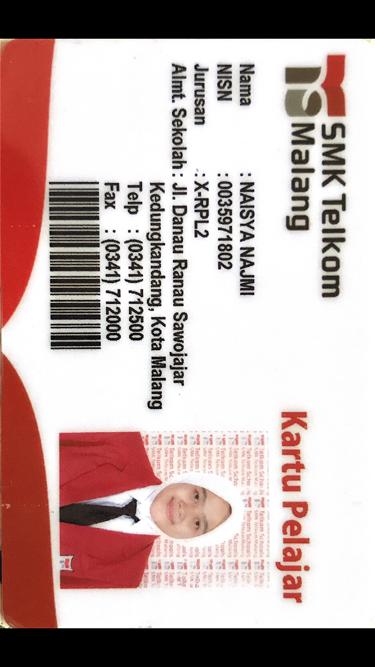 SMK Telkom
Malang
Kartu Pelajar
Nama : NAISYA NAJMI
NISN : 0035971802
Jurusan : X-RPL2
Almt. Sekolah : Jl. Danau Ranau Sawojajar
Kedungkandang, Kota Malang
Telp : (0341) 712500
Fax : (0341) 712000